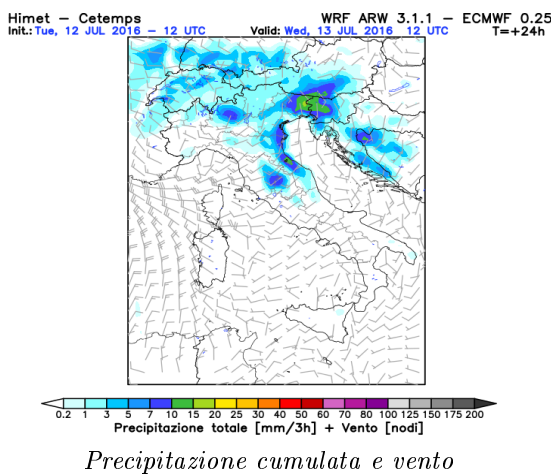 Himet – Cetemps WRF ARW 3.1.1 – ECMWF 0.25
Init.: Tue, 12 JUL 2016 – 12 UTC Valid: Wed, 13 JUL 2016 12 UTC T=+24h
0.2 1 3 5 7 10 15 20 25 30 40 50 60 70 80 100 125 150 175 200
Precipitazione totale [mm/3h] + Vento [nodi]
Precipitazione cumulata e vento